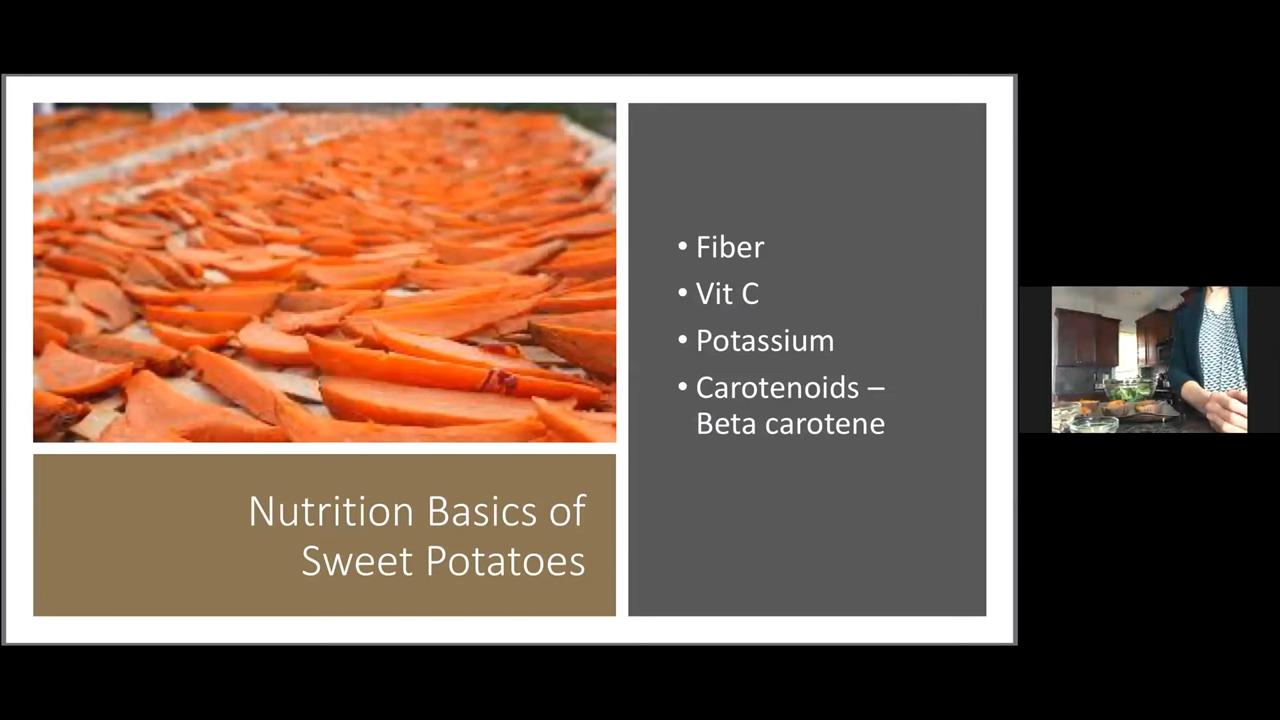 Nutrition Basics of
Sweet Potatoes
• Fiber
• Vit C
• Potassium
• Carotenoids –
Beta carotene